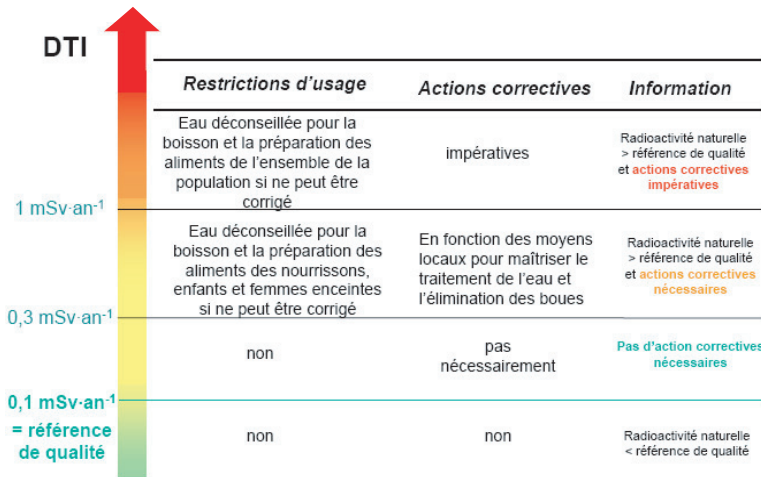 DTI
Restrictions d'usage
Actions correctives
Information
Eau déconseillée pour la
boisson et la préparation des
aliments de l'ensemble de la
population si ne peut être
corrigé
impératives
Radioactivité naturelle
> référence de qualité
et actions correctives
impératives
1 mSv·an⁻¹
Eau déconseillée pour la
boisson et la préparation des
aliments des nourrissons,
enfants et femmes enceintes
si ne peut être corrigé
En fonction des moyens
locaux pour maîtriser le
traitement de l'eau et
l'élimination des boues
Radioactivité naturelle
> référence de qualité
et actions correctives
nécessaires
0,3 mSv·an⁻¹
non
pas
nécessairement
Pas d'action correctives
nécessaires
0,1 mSv·an⁻¹
= référence
de qualité
non
non
Radioactivité naturelle
< référence de qualité